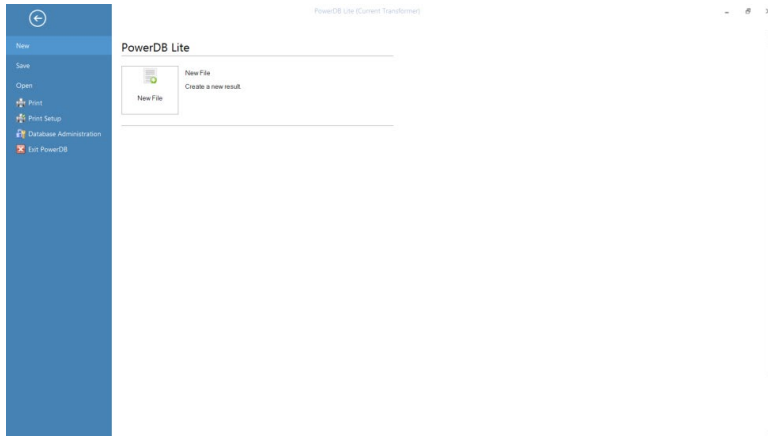 PowerDB Lite (Current Transformer)
New
Save
Open
Print
Print Setup
Database Administration
Exit PowerDB
PowerDB Lite
New File
New File
Create a new result.